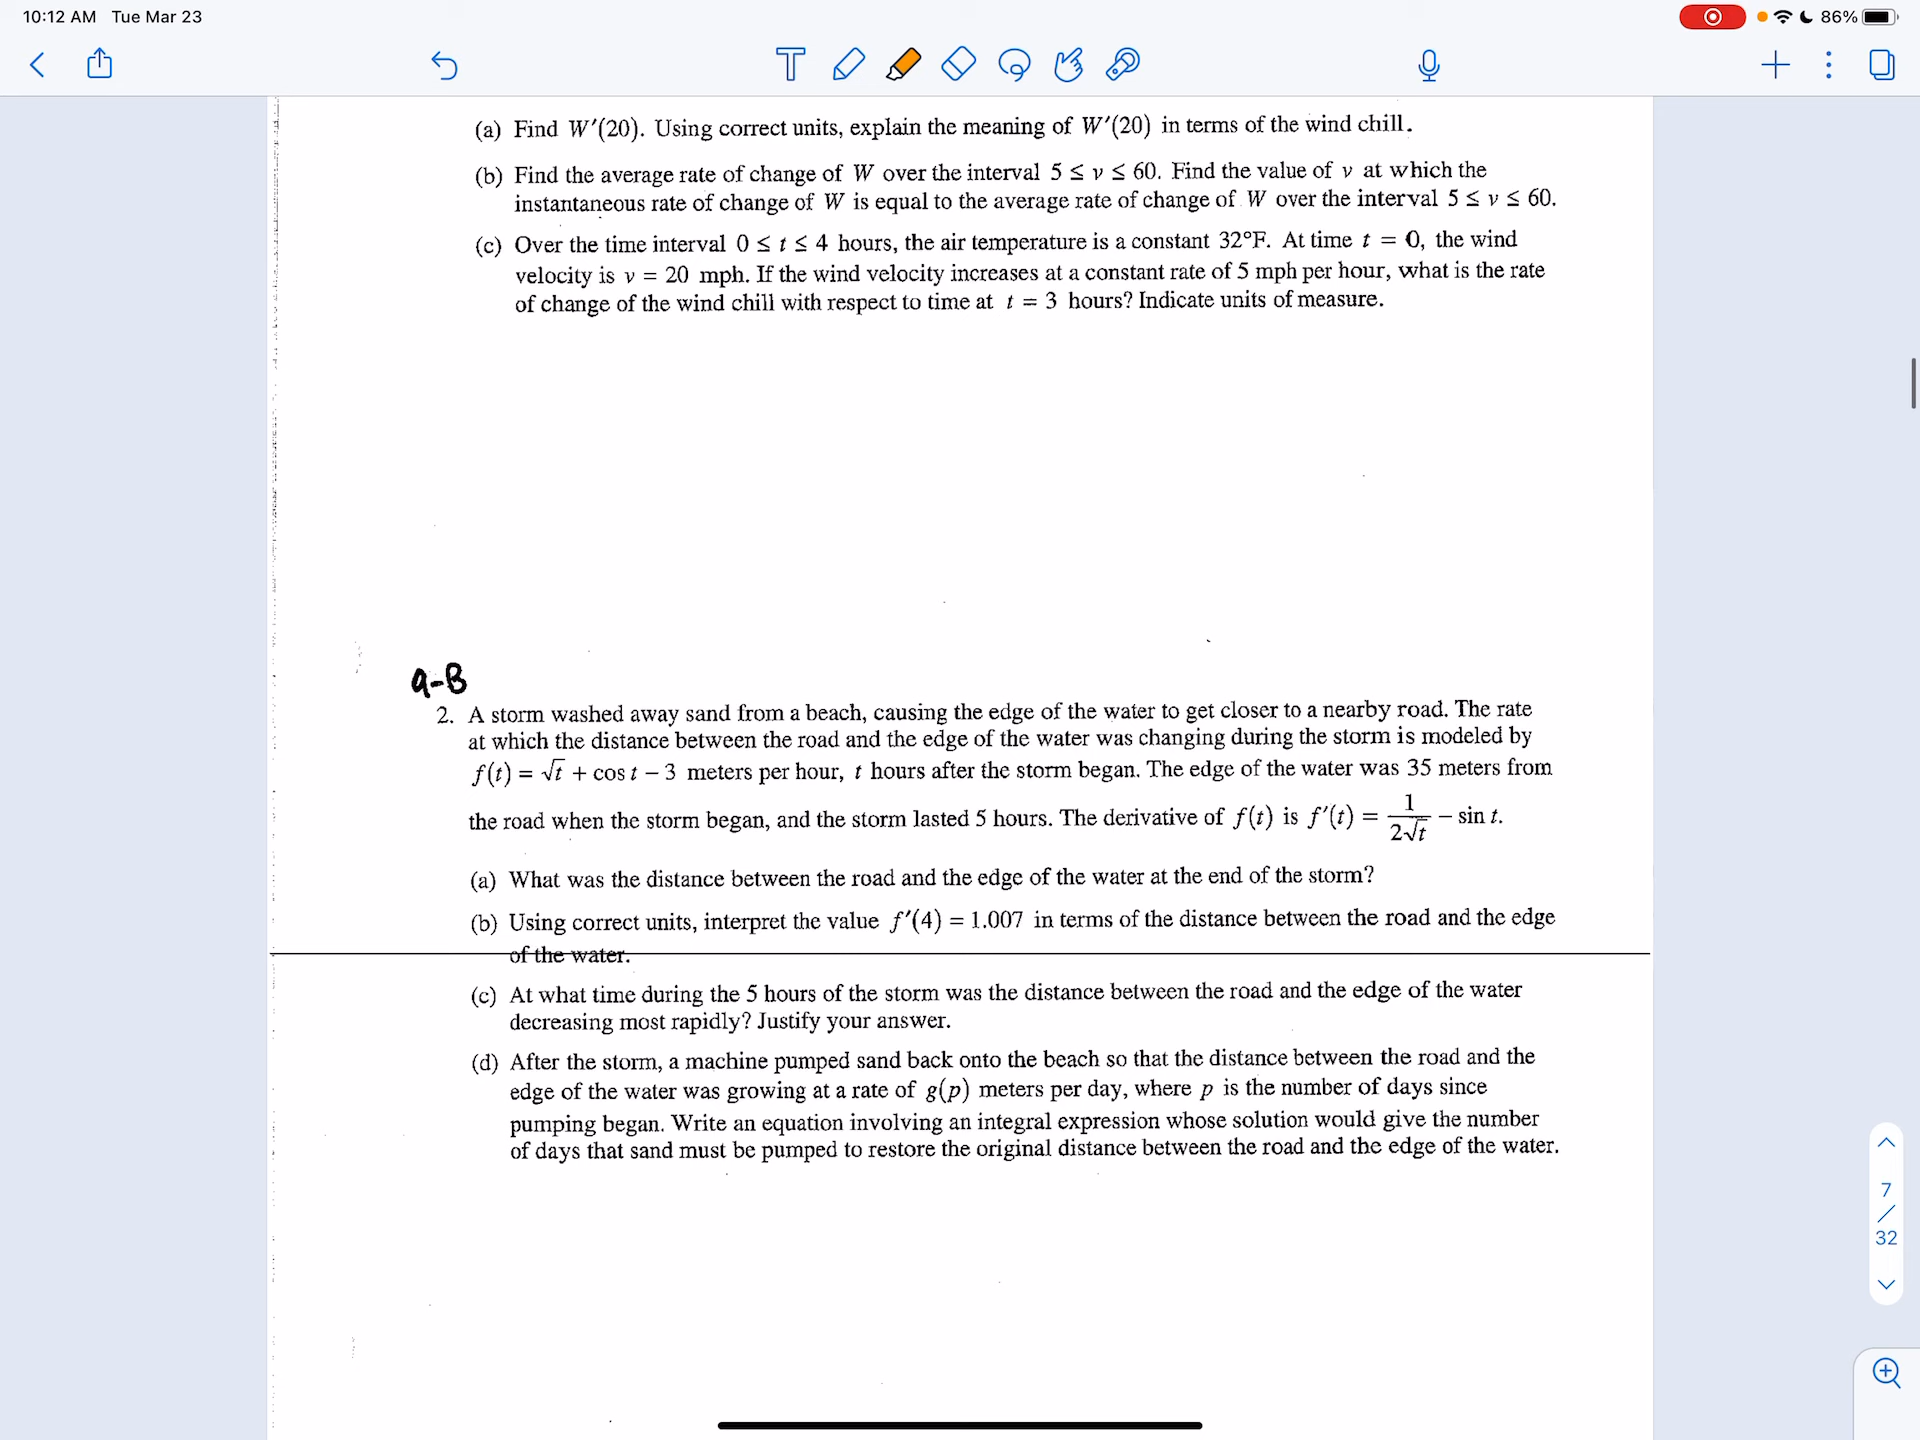 10:12 AM Tue Mar 23
86%
(a) Find W′(20). Using correct units, explain the meaning of W′(20) in terms of the wind chill.
(b) Find the average rate of change of W over the interval 5 ≤ v ≤ 60. Find the value of v at which the
instantaneous rate of change of W is equal to the average rate of change of W over the interval 5 ≤ v ≤ 60.
(c) Over the time interval 0 ≤ t ≤ 4 hours, the air temperature is a constant 32°F. At time t = 0, the wind
velocity is v = 20 mph. If the wind velocity increases at a constant rate of 5 mph per hour, what is the rate
of change of the wind chill with respect to time at t = 3 hours? Indicate units of measure.
9-B
2. A storm washed away sand from a beach, causing the edge of the water to get closer to a nearby road. The rate
at which the distance between the road and the edge of the water was changing during the storm is modeled by
f(t) = √t + cos t − 3 meters per hour, t hours after the storm began. The edge of the water was 35 meters from
the road when the storm began, and the storm lasted 5 hours. The derivative of f(t) is f′(t) = 1/(2√t) − sin t.
(a) What was the distance between the road and the edge of the water at the end of the storm?
(b) Using correct units, interpret the value f′(4) = 1.007 in terms of the distance between the road and the edge
of the water.
(c) At what time during the 5 hours of the storm was the distance between the road and the edge of the water
decreasing most rapidly? Justify your answer.
(d) After the storm, a machine pumped sand back onto the beach so that the distance between the road and the
edge of the water was growing at a rate of g(p) meters per day, where p is the number of days since
pumping began. Write an equation involving an integral expression whose solution would give the number
of days that sand must be pumped to restore the original distance between the road and the edge of the water.
7
/
32